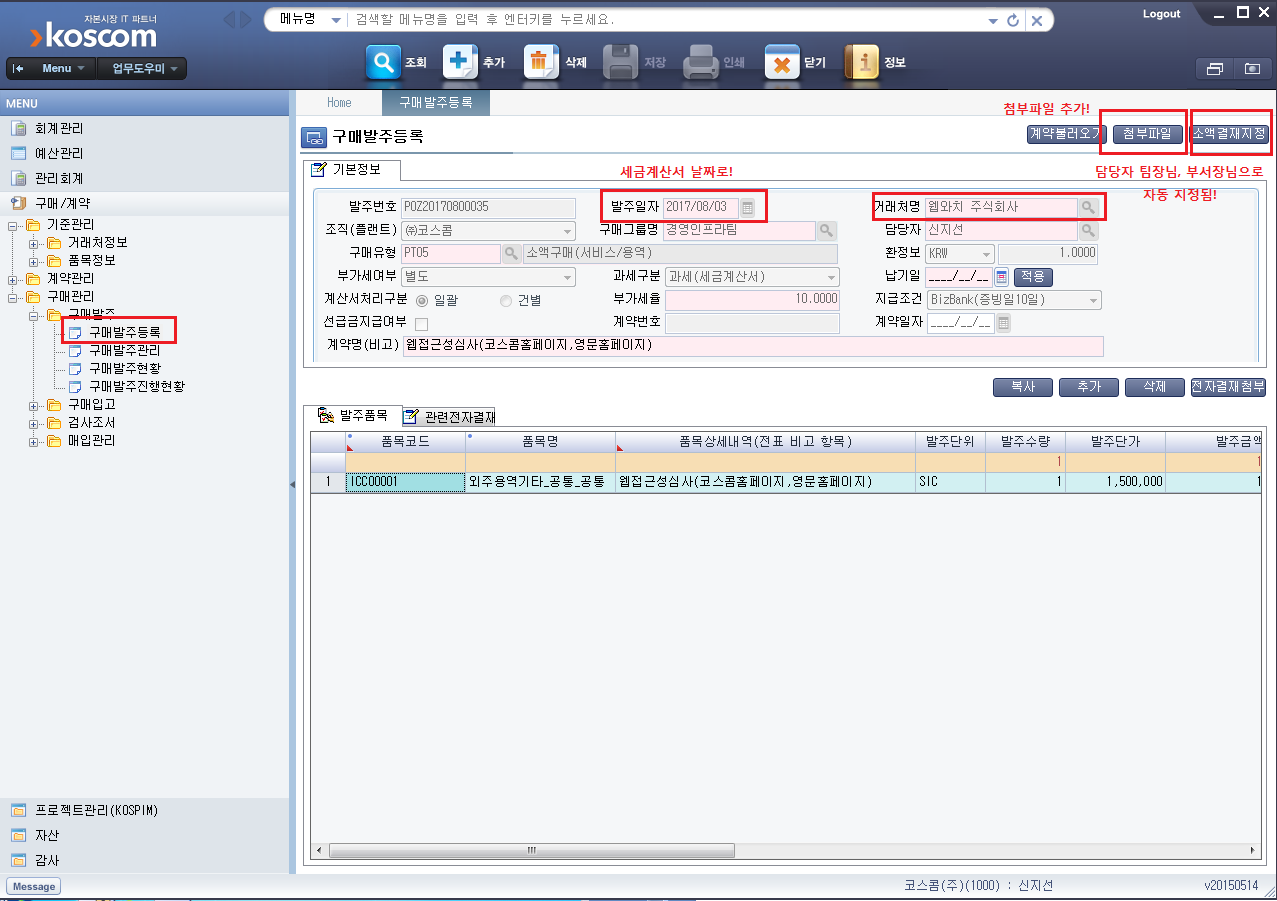 자본시장 IT 파트너
koscom
메뉴명
검색할 메뉴명을 입력 후 엔터키를 누르세요.
Logout
Menu
업무도우미
조회
추가
삭제
저장
인쇄
닫기
정보
MENU
회계관리
예산관리
관리회계
구매/계약
기준관리
거래처정보
품목정보
계약관리
구매관리
구매발주
구매발주등록
구매발주관리
구매발주현황
구매발주진행현황
구매입고
검사조서
매입관리
프로젝트관리(KOSPIM)
자산
감사
Home
구매발주등록
첨부파일 추가!
구매발주등록
계약불러오기
첨부파일
소액결재지정
기본정보
세금계산서 날짜로!
담당자 팀장님, 부서장님으로
자동 지정됨!
발주번호 POZ20170800035
발주일자 2017/08/03
거래처명 웹와치 주식회사
조직(플랜트) ㈜코스콤
구매그룹명 경영인프라팀
담당자 신지선
구매유형 PT05 소액구매(서비스/용역)
환정보 KRW 1.0000
부가세여부 별도
과세구분 과세(세금계산서)
납기일 ____/__/__ 적용
계산서처리구분 일괄 건별
부가세율 10.0000
지급조건 BizBank(증빙일10일)
선급금지급여부
계약번호
계약일자 ____/__/__
계약명(비고) 웹접근성심사(코스콤홈페이지,영문홈페이지)
복사
추가
삭제
전자결재첨부
발주품목
관련전자결재
품목코드 품목명 품목상세내역(전표 비고 항목) 발주단위 발주수량 발주단가 발주금액
1 1
1 ICC00001 외주용역기타_공통_공통 웹접근성심사(코스콤홈페이지,영문홈페이지) SIC 1 1,500,000 1
Message
코스콤(주)(1000) : 신지선
v20150514